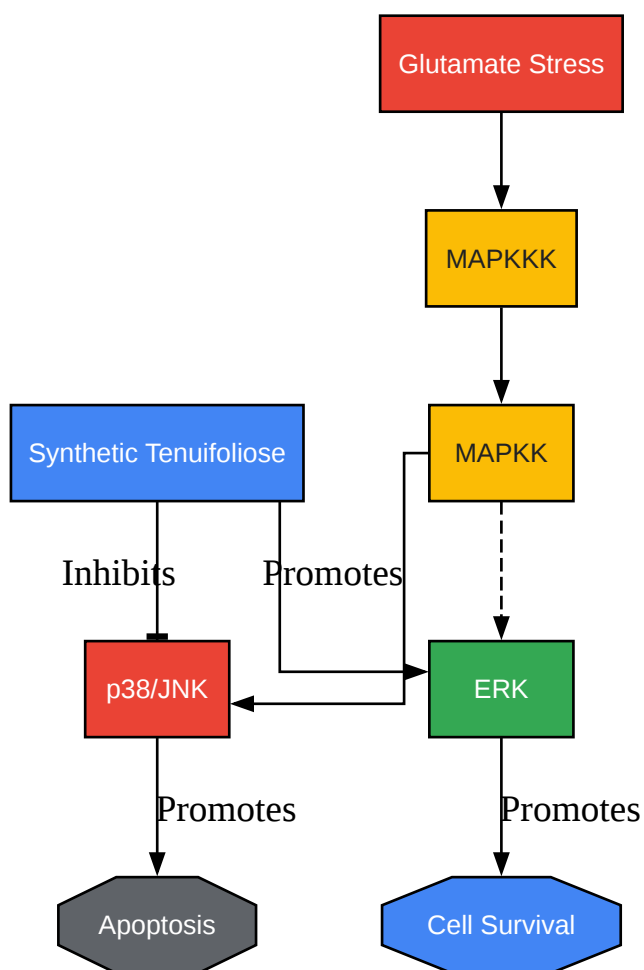 Glutamate Stress
MAPKKK
Synthetic Tenuifoliose
MAPKK
Inhibits
Promotes
p38/JNK
ERK
Promotes
Promotes
Apoptosis
Cell Survival